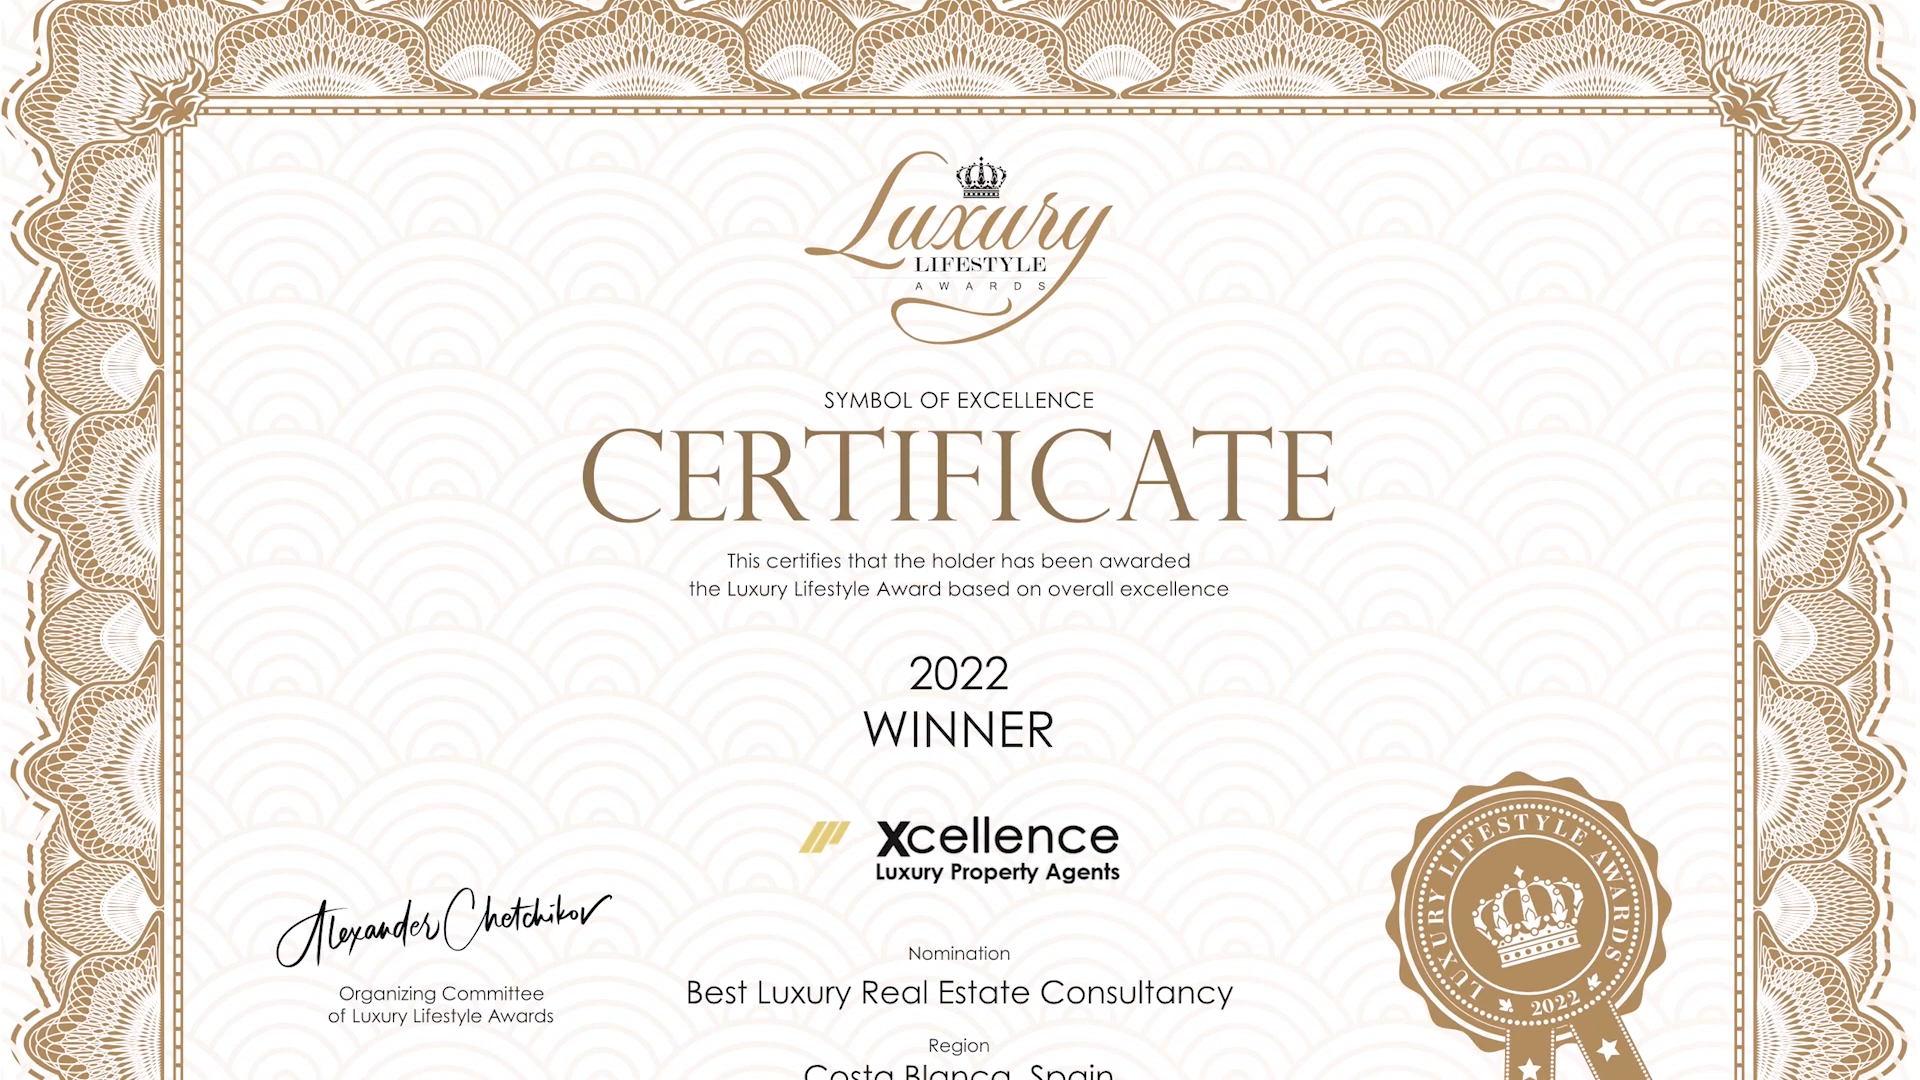 Luxury
LIFESTYLE
AWARDS
SYMBOL OF EXCELLENCE
CERTIFICATE
This certifies that the holder has been awarded
the Luxury Lifestyle Award based on overall excellence
2022
WINNER
Xcellence
Luxury Property Agents
Alexander Chetchikov
Organizing Committee
of Luxury Lifestyle Awards
Nomination
Best Luxury Real Estate Consultancy
Region
Costa Blanca, Spain
LUXURY LIFESTYLE AWARDS
2022